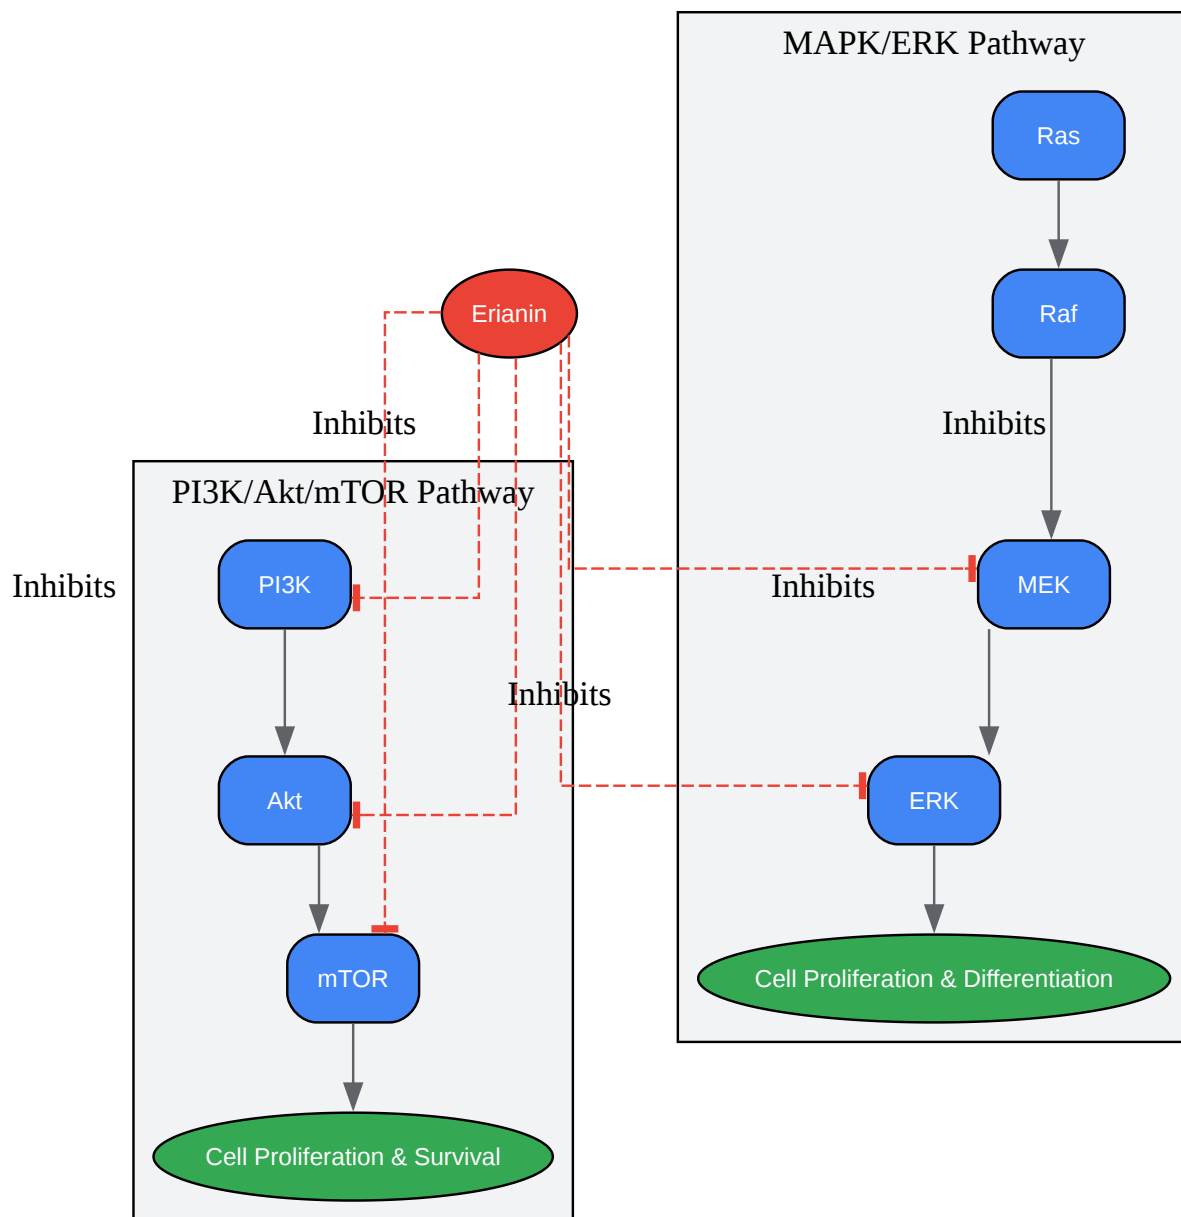 MAPK/ERK Pathway
Ras
Erianin
Raf
Inhibits
Inhibits
PI3K/Akt/mTOR Pathway
Inhibits
PI3K
Inhibits
MEK
Inhibits
Akt
ERK
mTOR
Cell Proliferation & Differentiation
Cell Proliferation & Survival